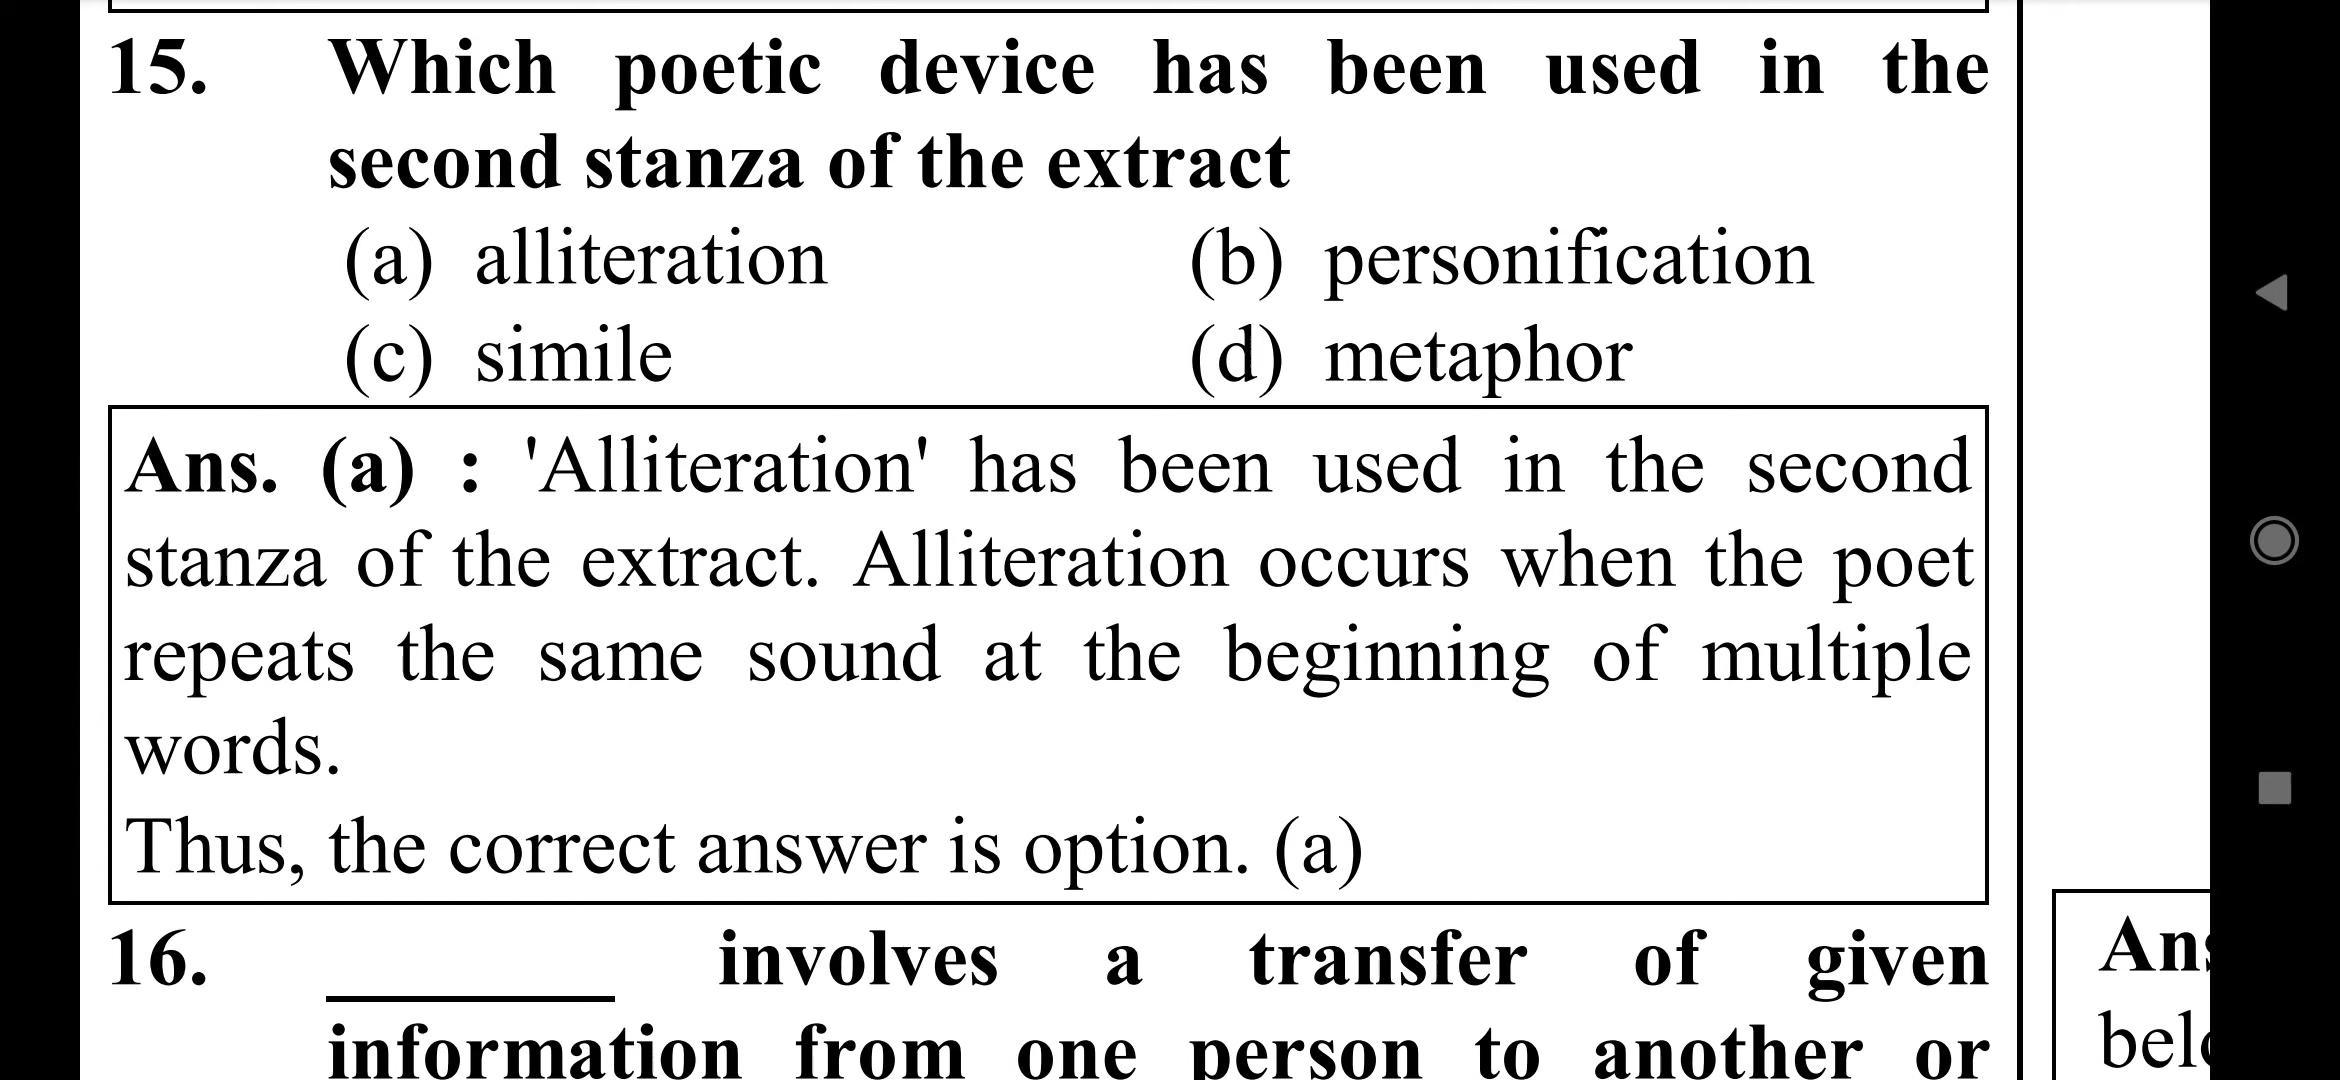 15. Which poetic device has been used in the
second stanza of the extract
(a) alliteration (b) personification
(c) simile (d) metaphor
Ans. (a) : 'Alliteration' has been used in the second
stanza of the extract. Alliteration occurs when the poet
repeats the same sound at the beginning of multiple
words.
Thus, the correct answer is option. (a)
16. ________ involves a transfer of given
information from one person to another or